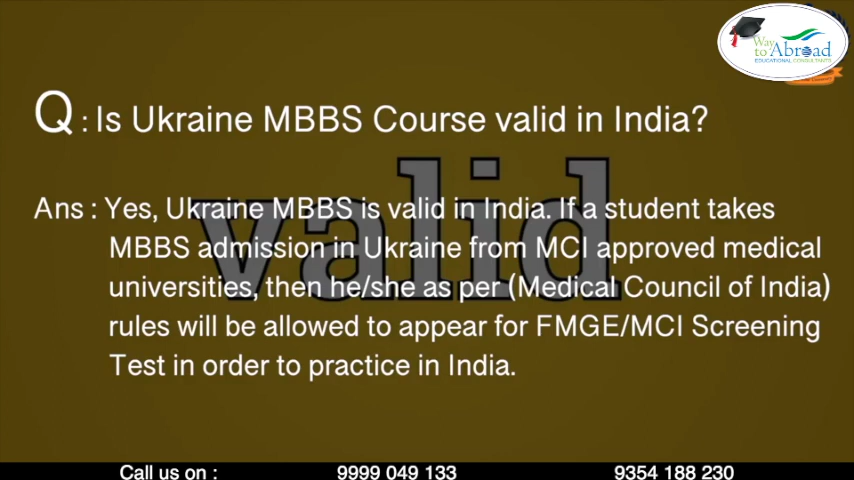 Way
to Abroad
EDUCATIONAL CONSULTANTS
Q : Is Ukraine MBBS Course valid in India?
valid
Ans : Yes, Ukraine MBBS is valid in India. If a student takes
MBBS admission in Ukraine from MCI approved medical
universities, then he/she as per (Medical Council of India)
rules will be allowed to appear for FMGE/MCI Screening
Test in order to practice in India.
Call us on : 9999 049 133 9354 188 230